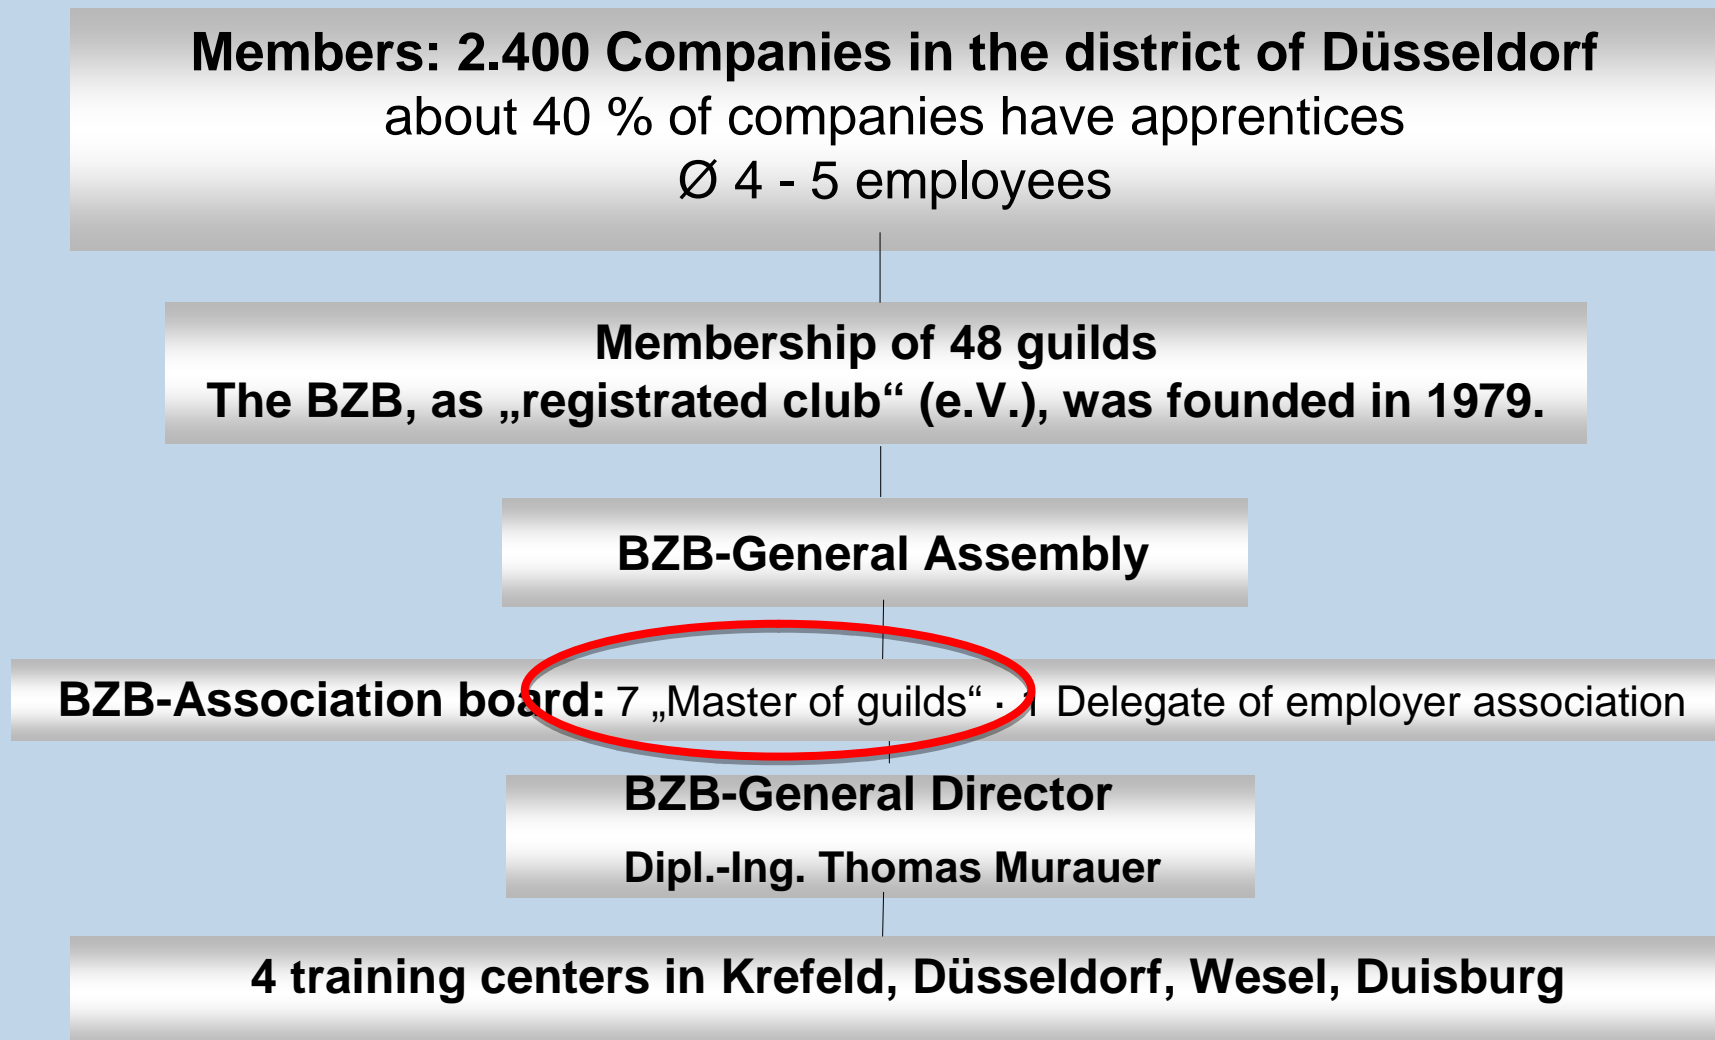 Members: 2.400 Companies in the district of Düsseldorf
about 40 % of companies have apprentices
Ø 4 - 5 employees
Membership of 48 guilds
The BZB, as „registrated club“ (e.V.), was founded in 1979.
BZB-General Assembly
BZB-Association board: 7 „Master of guilds“ · 1 Delegate of employer association
BZB-General Director
Dipl.-Ing. Thomas Murauer
4 training centers in Krefeld, Düsseldorf, Wesel, Duisburg